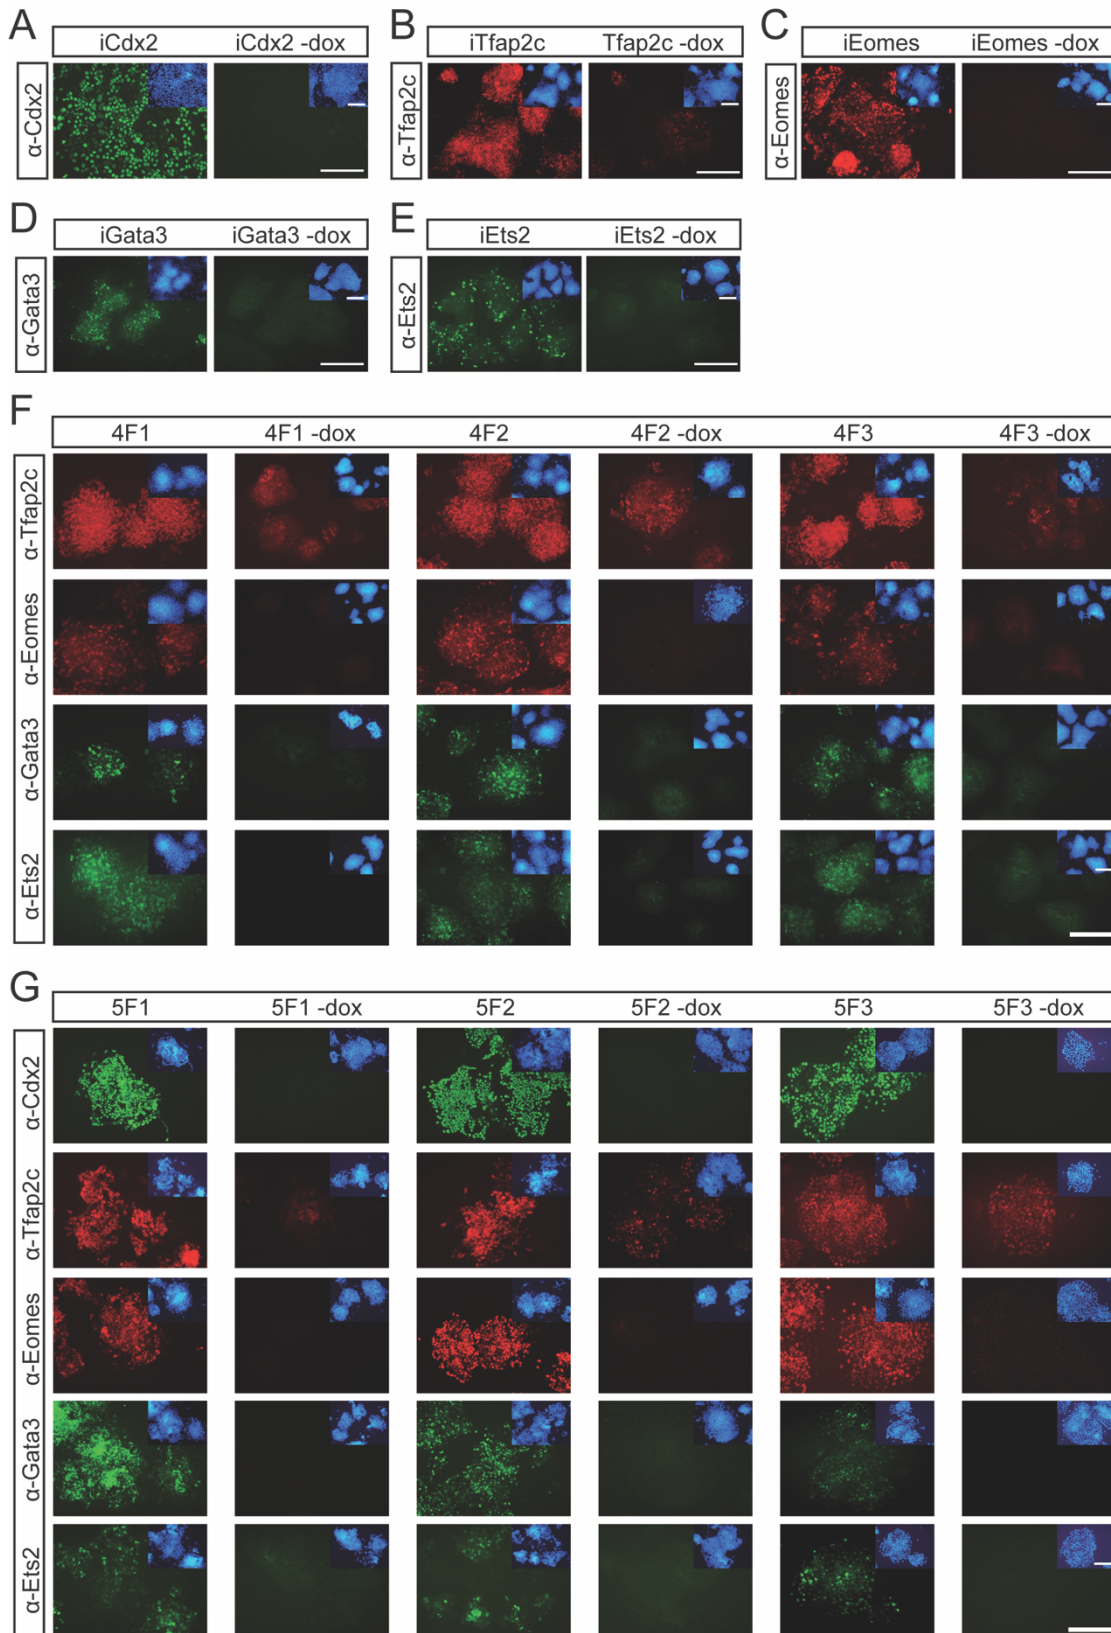 A
iCdx2 iCdx2 -dox
α-Cdx2
B
iTfap2c Tfap2c -dox
α-Tfap2c
C
iEomes iEomes -dox
α-Eomes
D
iGata3 iGata3 -dox
α-Gata3
E
iEts2 iEts2 -dox
α-Ets2
F
4F1 4F1 -dox 4F2 4F2 -dox 4F3 4F3 -dox
α-Tfap2c
α-Eomes
α-Gata3
α-Ets2
G
5F1 5F1 -dox 5F2 5F2 -dox 5F3 5F3 -dox
α-Cdx2
α-Tfap2c
α-Eomes
α-Gata3
α-Ets2